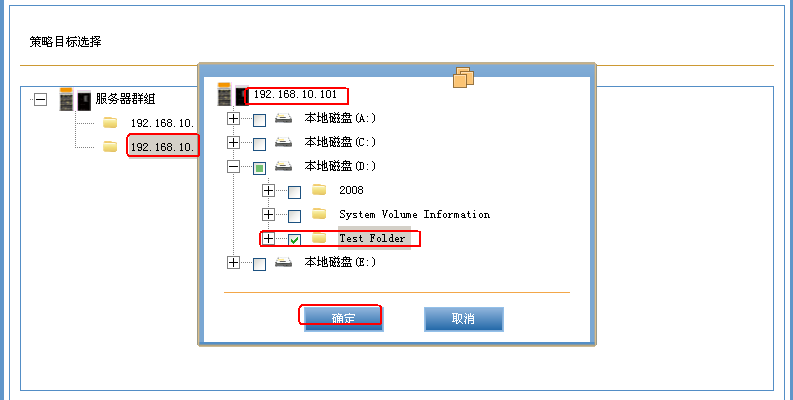 策略目标选择
服务器群组
192.168.10.
192.168.10.
192.168.10.101
本地磁盘(A:)
本地磁盘(C:)
本地磁盘(D:)
2008
System Volume Information
Test Folder
本地磁盘(E:)
确定
取消